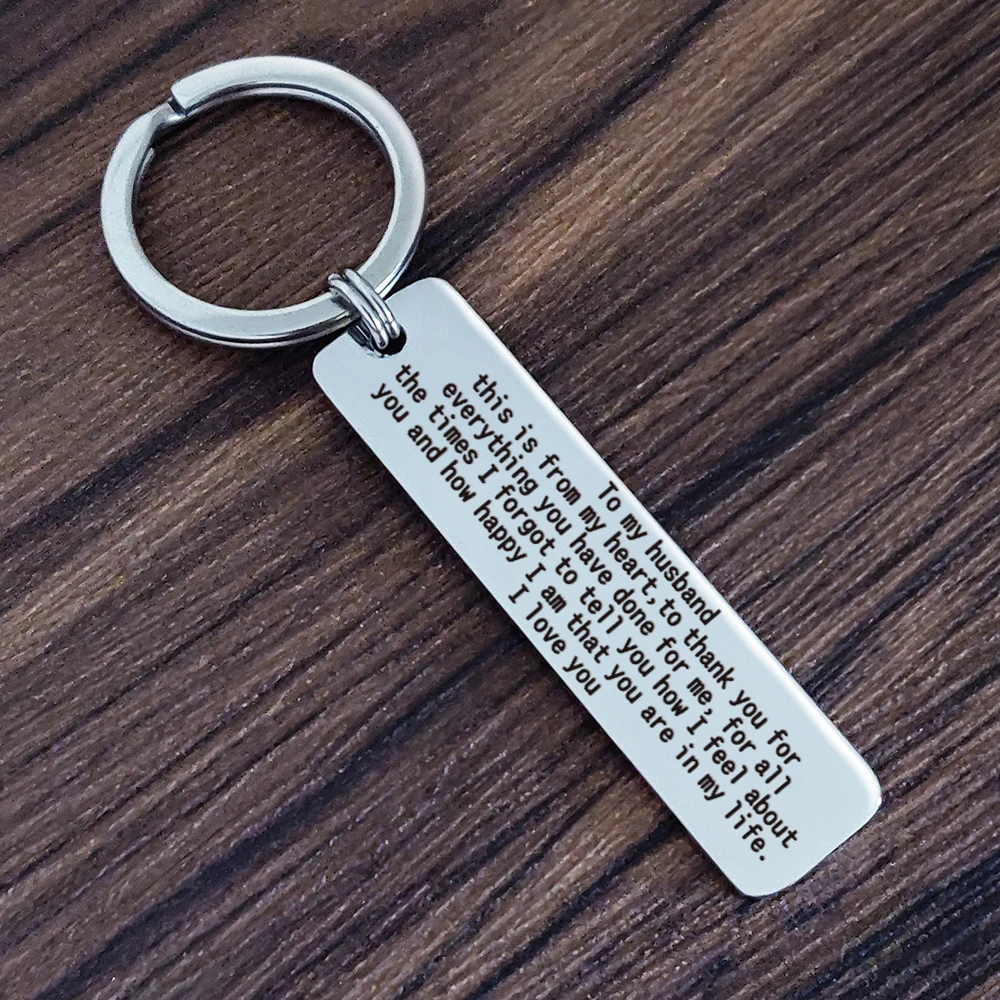 To my husband
this is from my heart,to thank you for
everything you have done for me,for all
the times I forgot to tell you how I feel about
you and how happy I am that you are in my life.
I love you